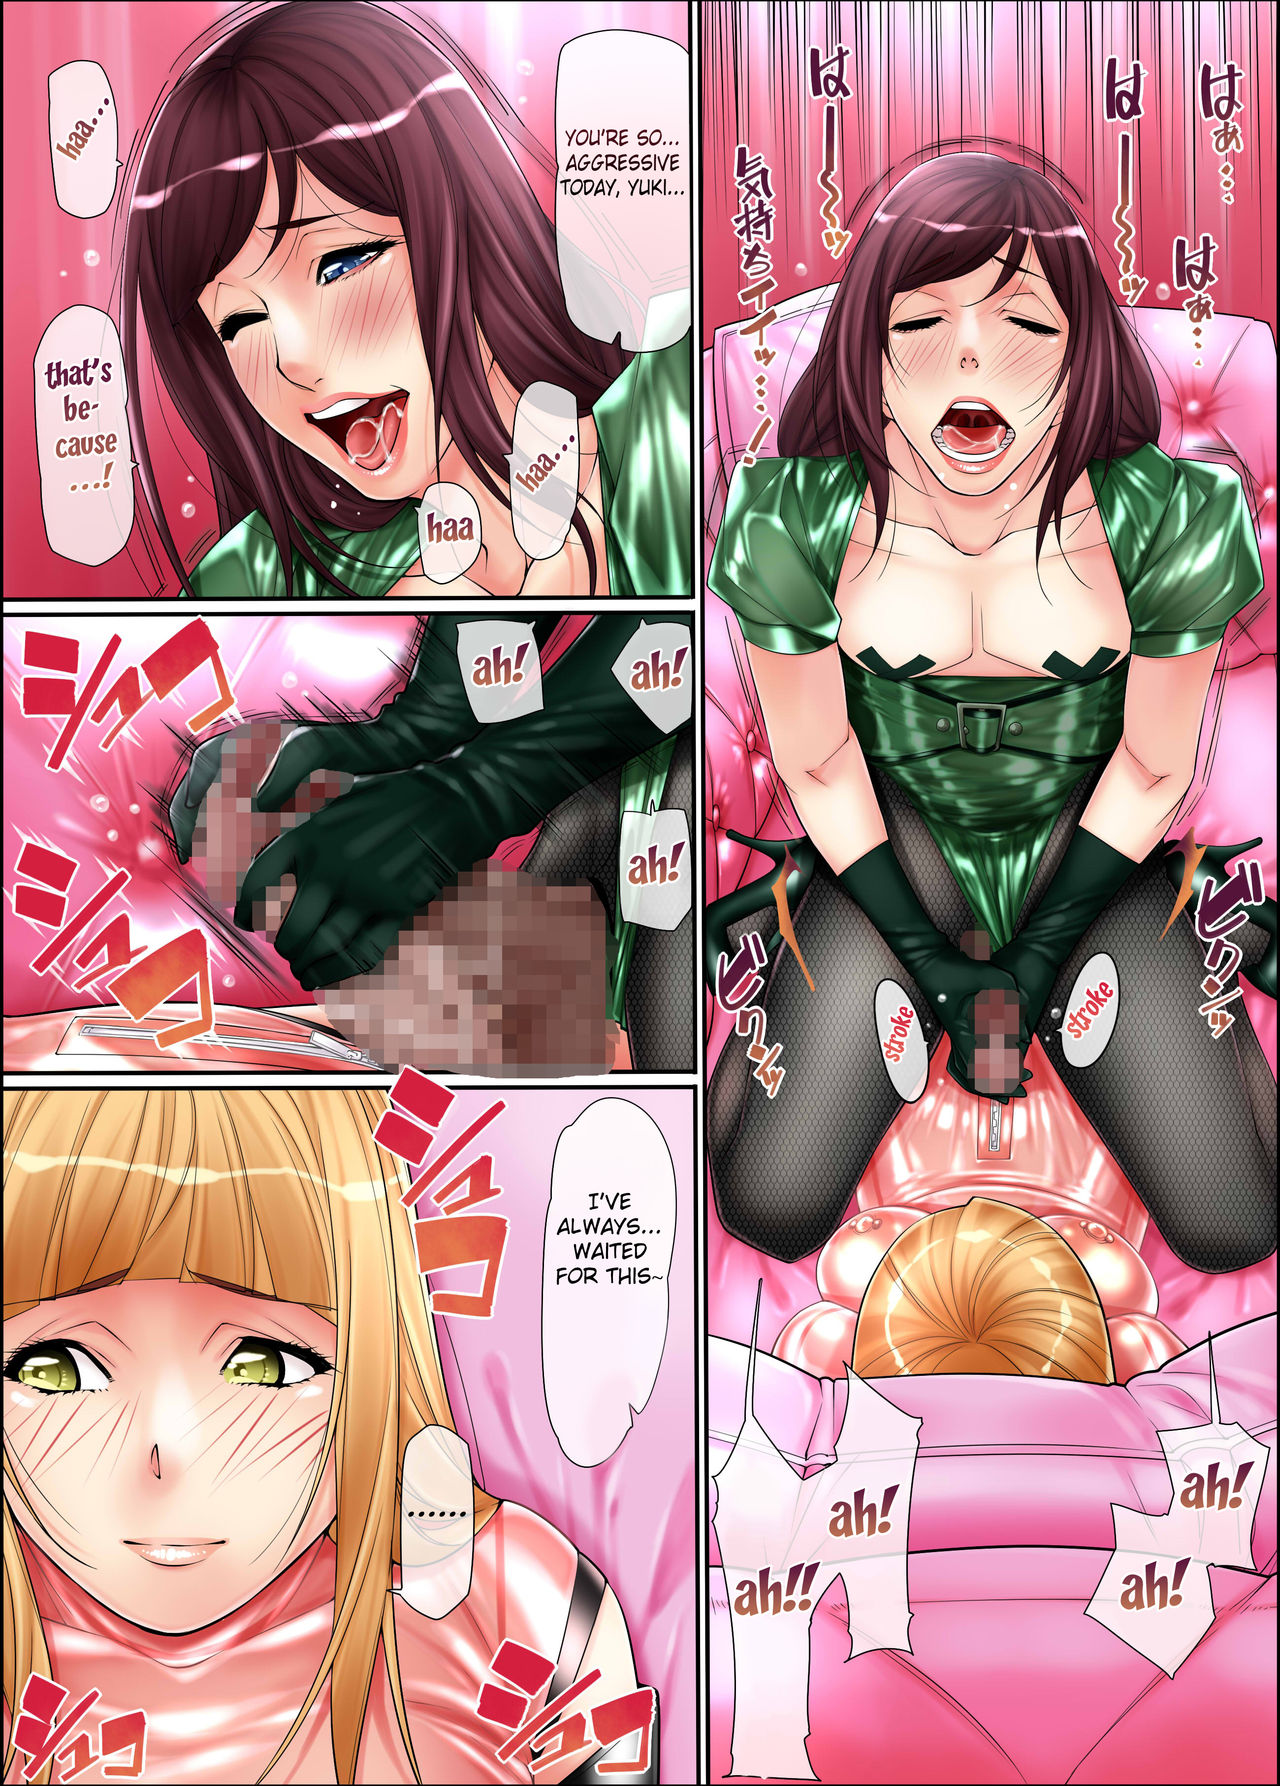 はぁ…
はぁ…
は——〜〜ッ
は——〜〜ッ
気持ちイイッ…!
ビクンッ
ビクンッ
stroke
stroke
ah!
ah!
ah!
ah!!
YOU'RE SO...
AGGRESSIVE
TODAY, YUKI...
haa...
haa...
haa
that's
be-
cause
...!
ah!
ah!
ah!
シュコ
シュコ
シュコ
I'VE
ALWAYS...
WAITED
FOR THIS~
......
シュコ
シュコ